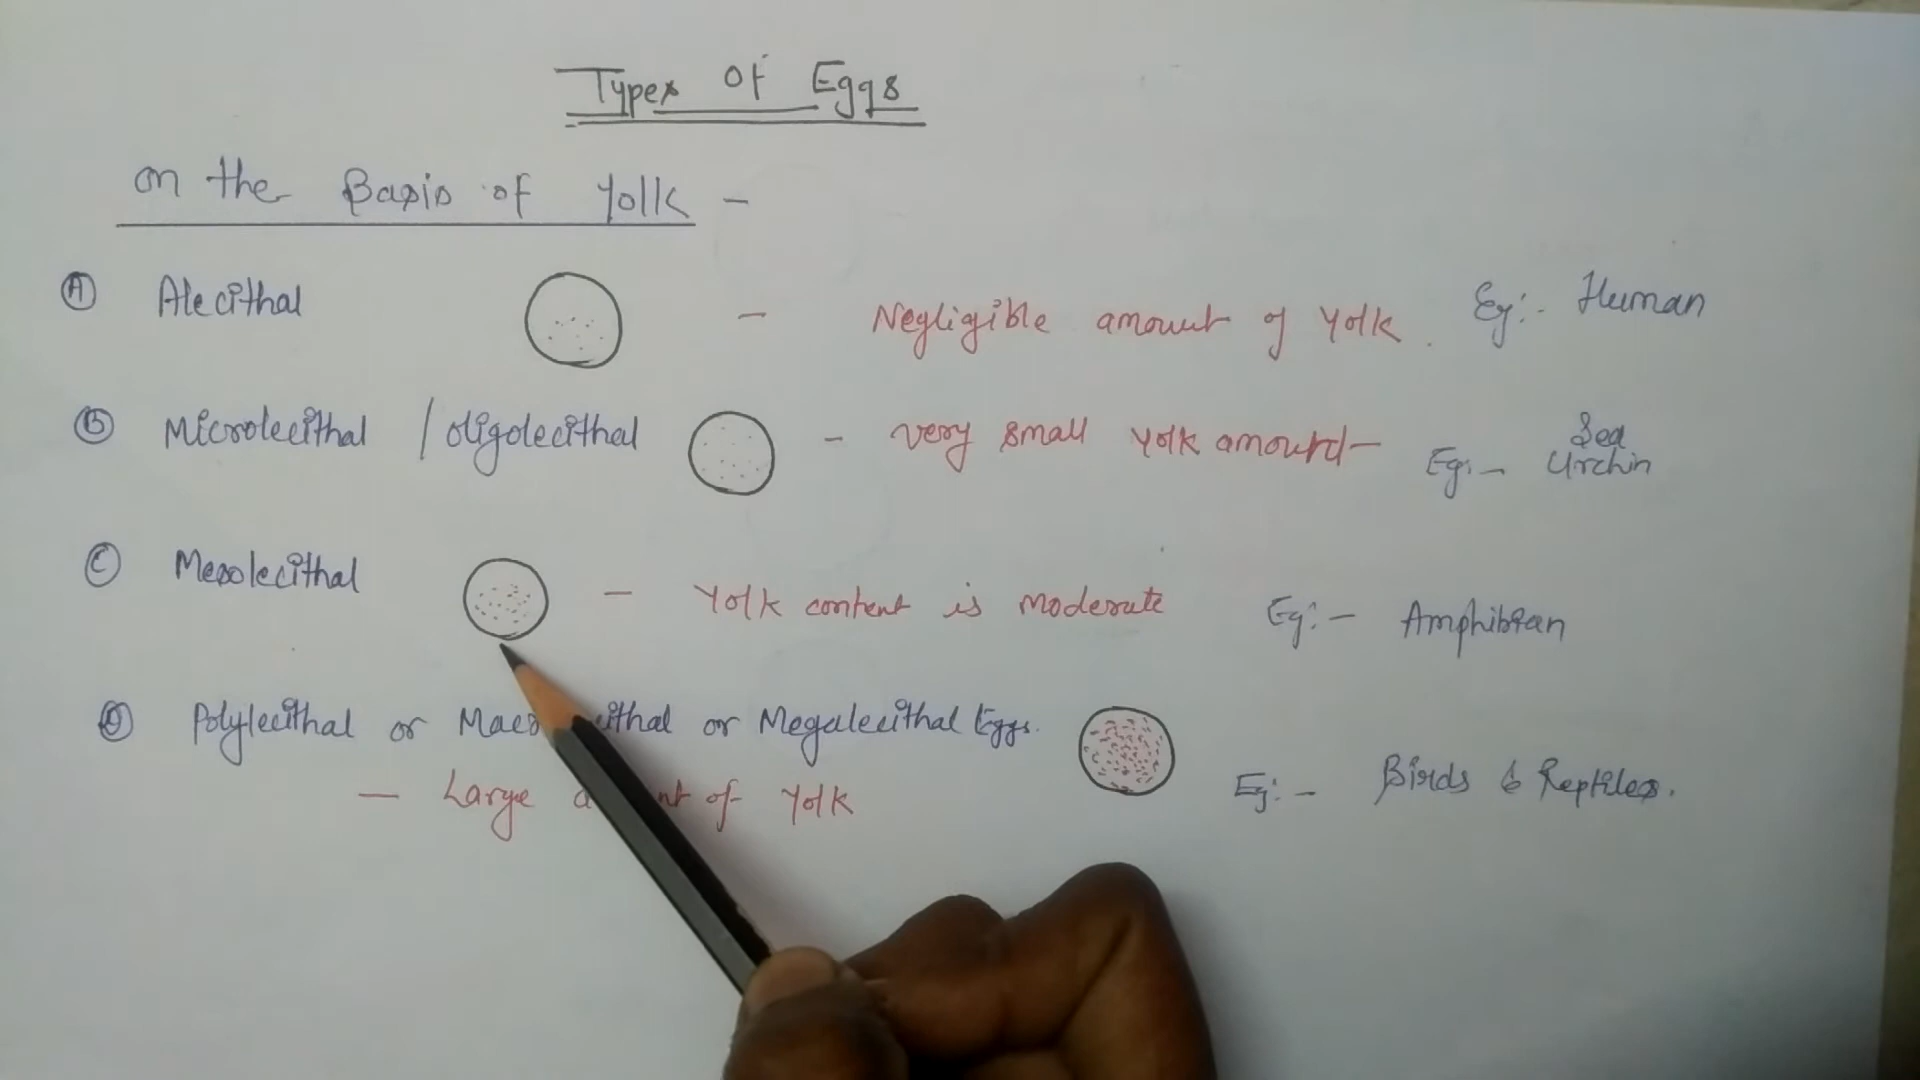 Types Of Eggs
on the Basis of Yolk -
A Alecithal - Negligible amount of Yolk. Eg:- Human
B Microlecithal / oligolecithal - very small Yolk amount Eg:- Sea Urchin
C Mesolecithal - Yolk content is moderate Eg:- Amphibian
D Polylecithal or or Megalecithal Eggs.
- Large of Yolk Eg:- Birds & Reptiles.